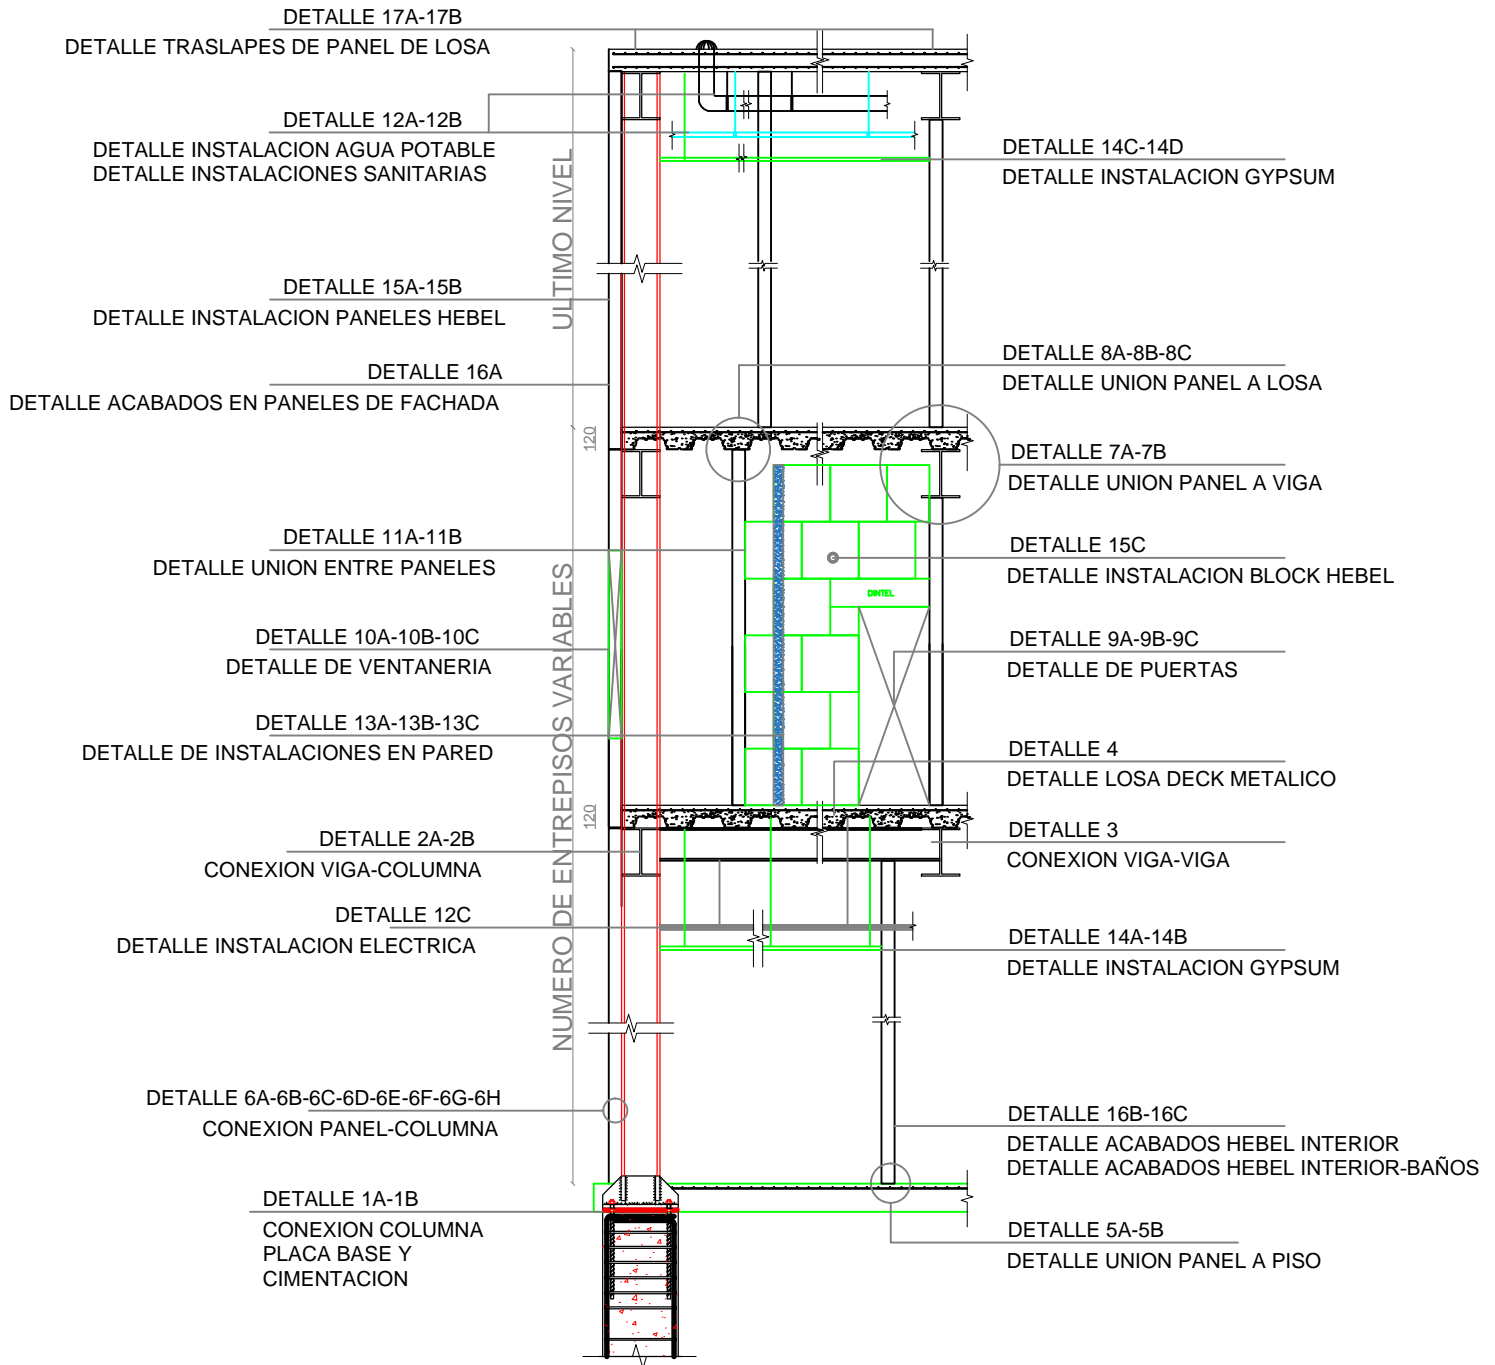 DETALLE 17A-17B
DETALLE TRASLAPES DE PANEL DE LOSA
DETALLE 12A-12B
DETALLE INSTALACION AGUA POTABLE
DETALLE INSTALACIONES SANITARIAS
DETALLE 15A-15B
DETALLE INSTALACION PANELES HEBEL
DETALLE 16A
DETALLE ACABADOS EN PANELES DE FACHADA
DETALLE 11A-11B
DETALLE UNION ENTRE PANELES
DETALLE 10A-10B-10C
DETALLE DE VENTANERIA
DETALLE 13A-13B-13C
DETALLE DE INSTALACIONES EN PARED
DETALLE 2A-2B
CONEXION VIGA-COLUMNA
DETALLE 12C
DETALLE INSTALACION ELECTRICA
DETALLE 6A-6B-6C-6D-6E-6F-6G-6H
CONEXION PANEL-COLUMNA
DETALLE 1A-1B
CONEXION COLUMNA
PLACA BASE Y
CIMENTACION
ULTIMO NIVEL
120
NUMERO DE ENTREPISOS VARIABLES
120
DINTEL
DETALLE 14C-14D
DETALLE INSTALACION GYPSUM
DETALLE 8A-8B-8C
DETALLE UNION PANEL A LOSA
DETALLE 7A-7B
DETALLE UNION PANEL A VIGA
DETALLE 15C
DETALLE INSTALACION BLOCK HEBEL
DETALLE 9A-9B-9C
DETALLE DE PUERTAS
DETALLE 4
DETALLE LOSA DECK METALICO
DETALLE 3
CONEXION VIGA-VIGA
DETALLE 14A-14B
DETALLE INSTALACION GYPSUM
DETALLE 16B-16C
DETALLE ACABADOS HEBEL INTERIOR
DETALLE ACABADOS HEBEL INTERIOR-BAÑOS
DETALLE 5A-5B
DETALLE UNION PANEL A PISO